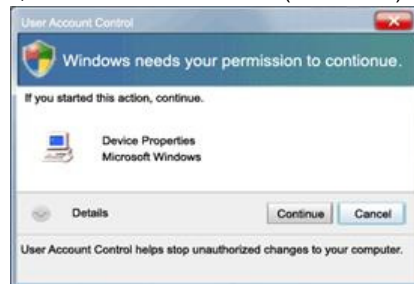 User Account Control
Windows needs your permission to contionue.
If you started this action, continue.
Device Properties
Microsoft Windows
Details
Continue
Cancel
User Account Control helps stop unauthorized changes to your computer.